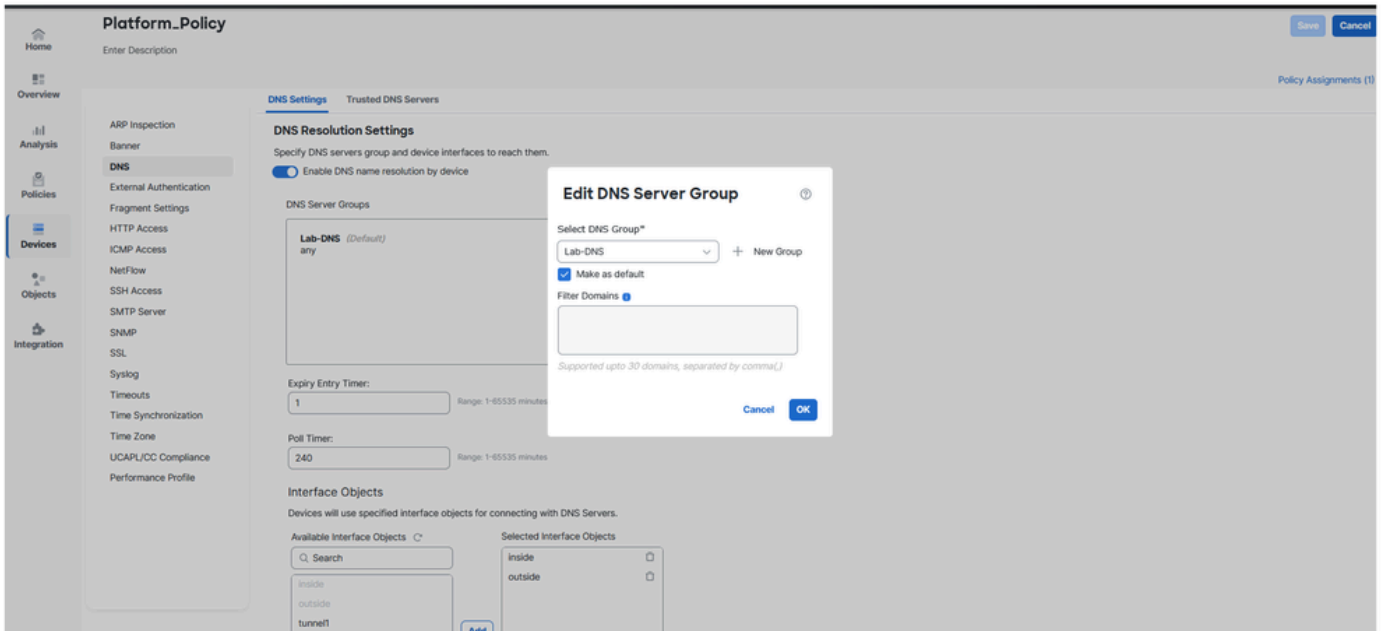 Platform_Policy
Enter Description
Save
Cancel
Policy Assignments (1)
Home
Overview
Analysis
Policies
Devices
Objects
Integration
ARP Inspection
Banner
DNS
External Authentication
Fragment Settings
HTTP Access
ICMP Access
NetFlow
SSH Access
SMTP Server
SNMP
SSL
Syslog
Timeouts
Time Synchronization
Time Zone
UCAPL/CC Compliance
Performance Profile
DNS Settings
Trusted DNS Servers
DNS Resolution Settings
Specify DNS servers group and device interfaces to reach them.
Enable DNS name resolution by device
DNS Server Groups
Lab-DNS (Default)
any
Expiry Entry Timer:
1
Range: 1-65535 minutes
Poll Timer:
240
Range: 1-65535 minutes
Interface Objects
Devices will use specified interface objects for connecting with DNS Servers.
Available Interface Objects
Search
inside
outside
tunnel1
Add
Selected Interface Objects
inside
outside
Edit DNS Server Group
Select DNS Group*
Lab-DNS
New Group
Make as default
Filter Domains
Supported upto 30 domains, separated by comma(,)
Cancel
OK